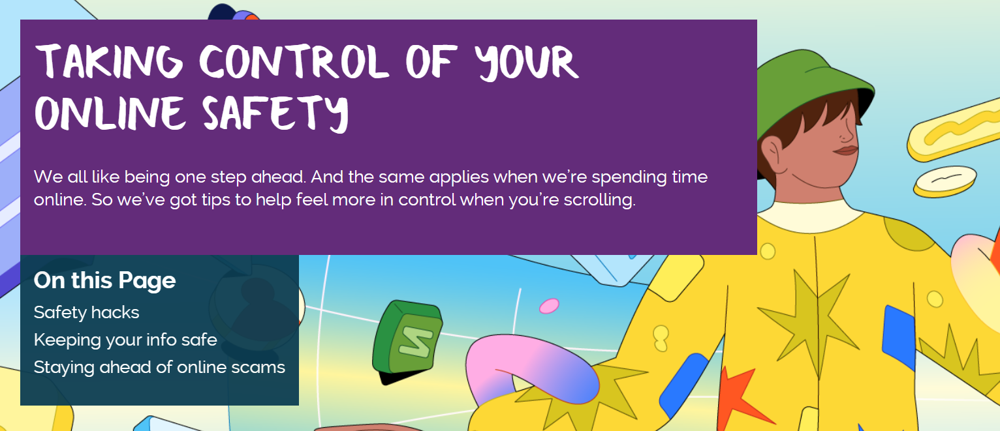 TAKING CONTROL OF YOUR
ONLINE SAFETY
We all like being one step ahead. And the same applies when we’re spending time
online. So we’ve got tips to help feel more in control when you’re scrolling.
On this Page
Safety hacks
Keeping your info safe
Staying ahead of online scams
N